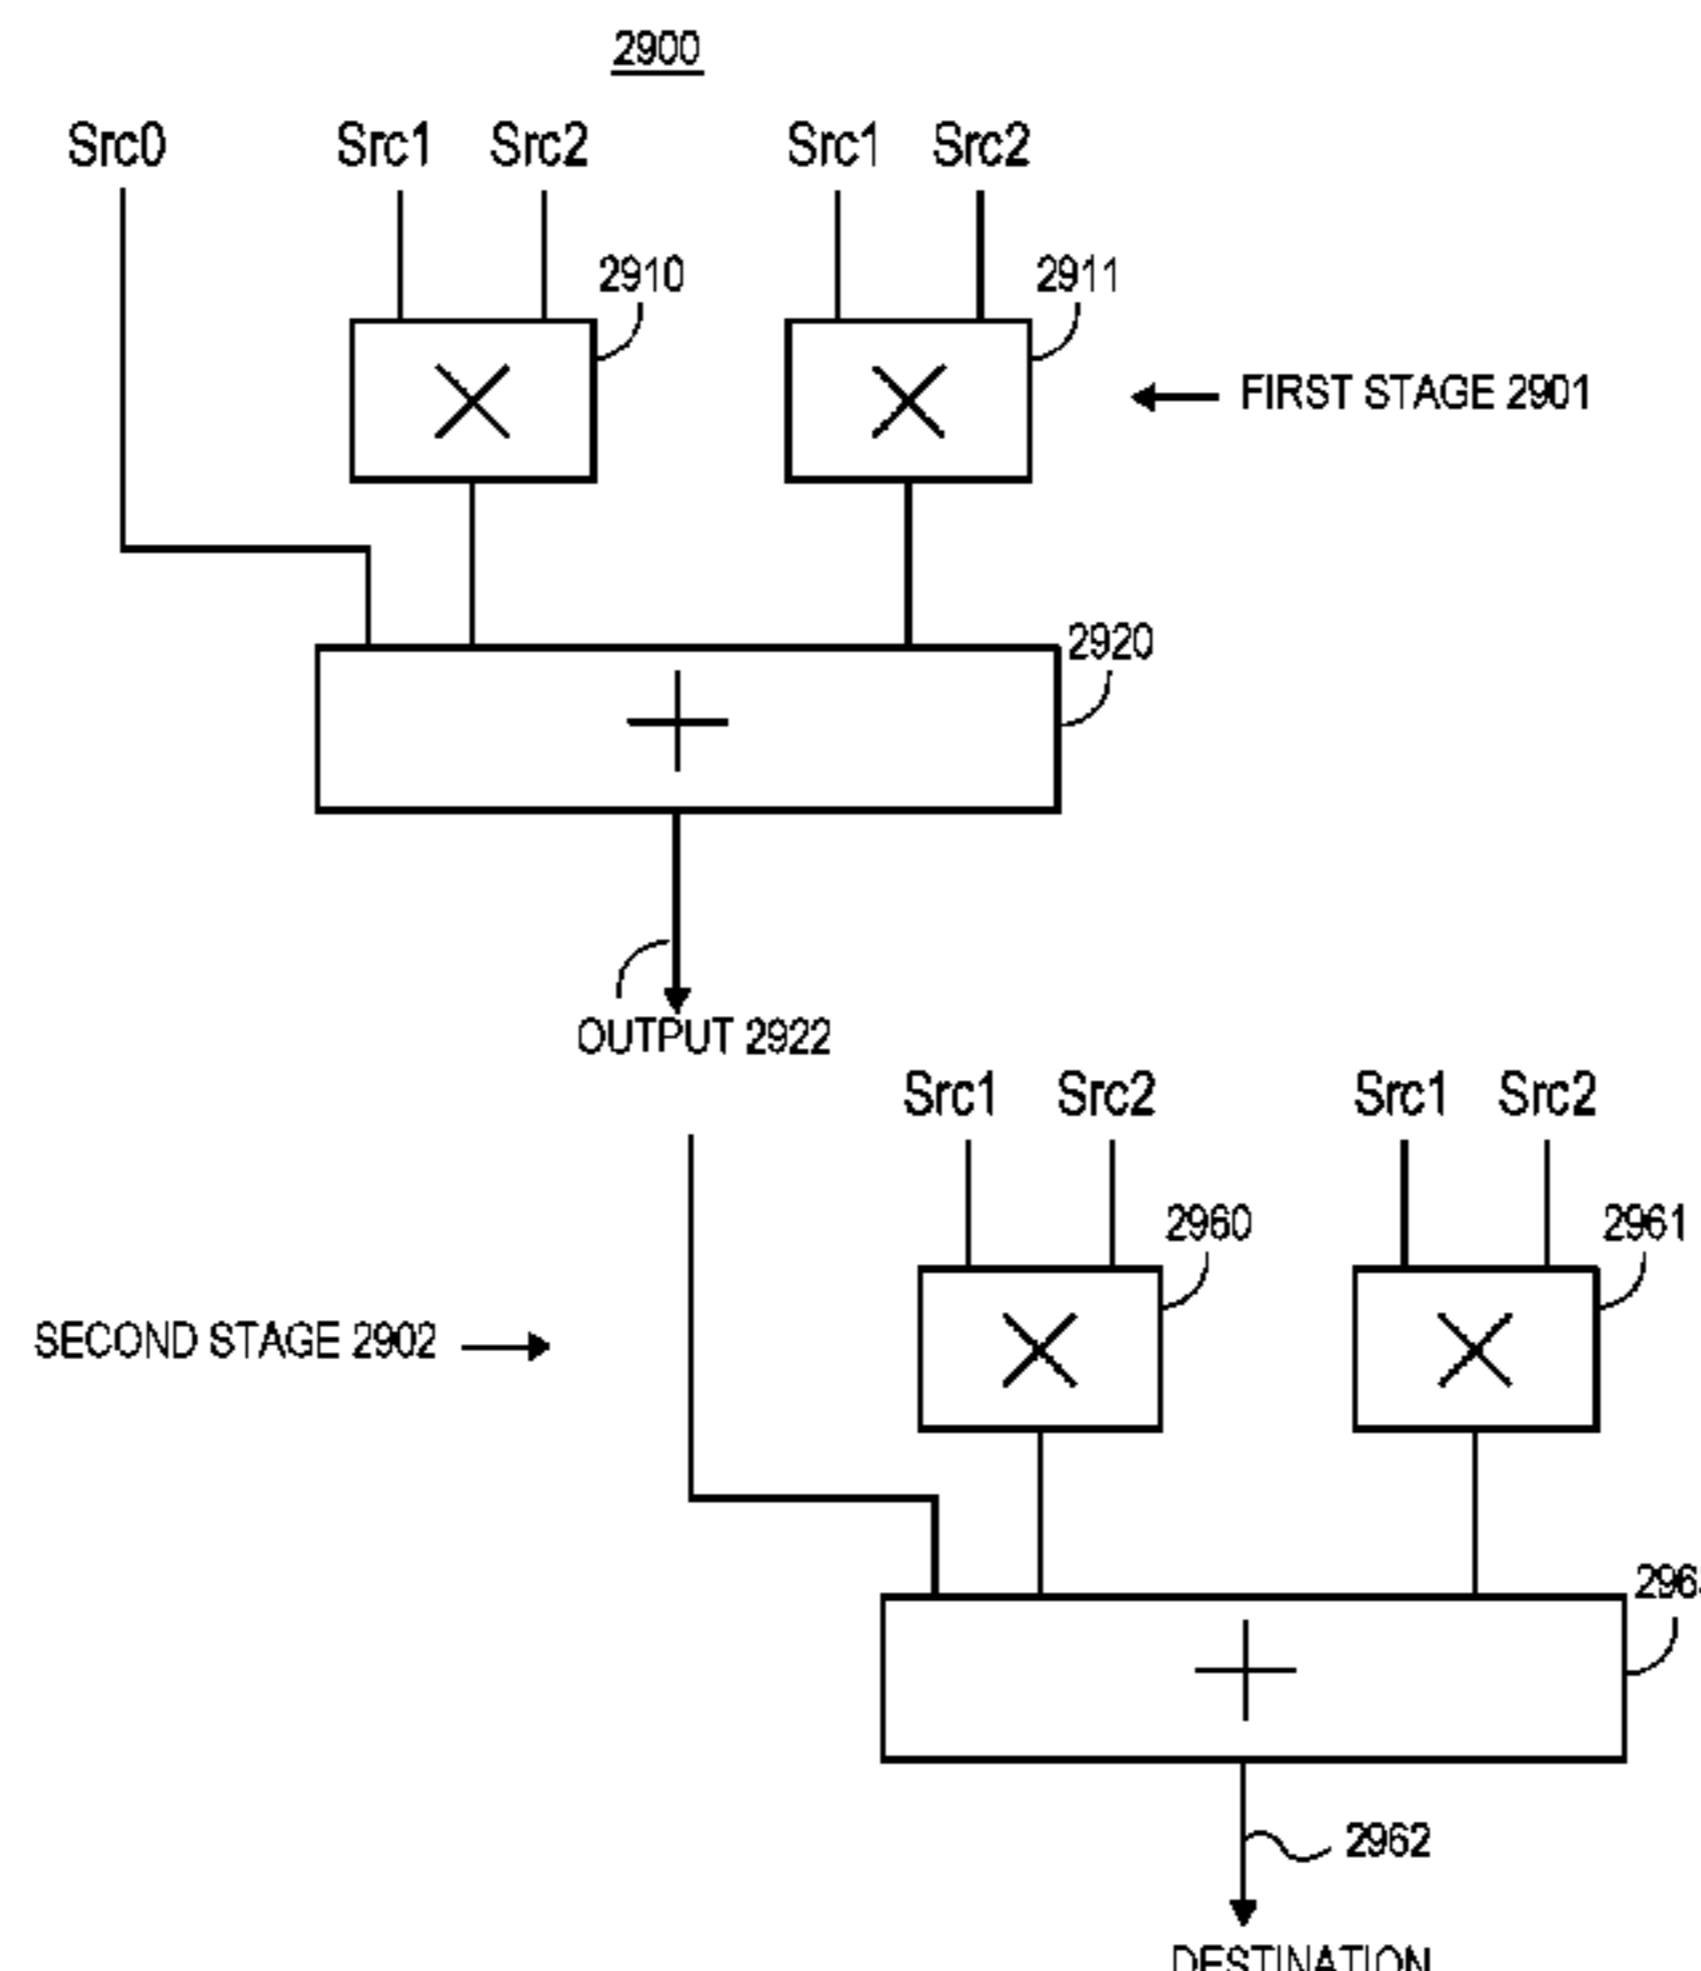 2900
Src0 Src1 Src2 Src1 Src2
2910 2911
FIRST STAGE 2901
2920
OUTPUT 2922
Src1 Src2 Src1 Src2
2960 2961
SECOND STAGE 2902
2962
DESTINATION